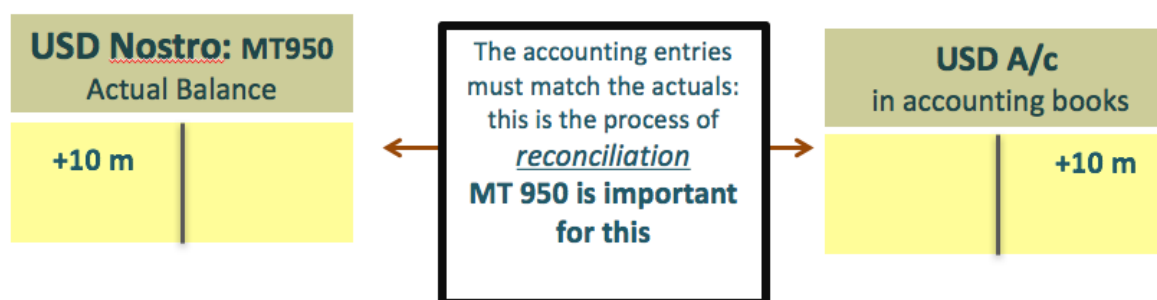 USD Nostro: MT950
Actual Balance
+10 m
The accounting entries
must match the actuals:
this is the process of
reconciliation
MT 950 is important
for this
USD A/c
in accounting books
+10 m